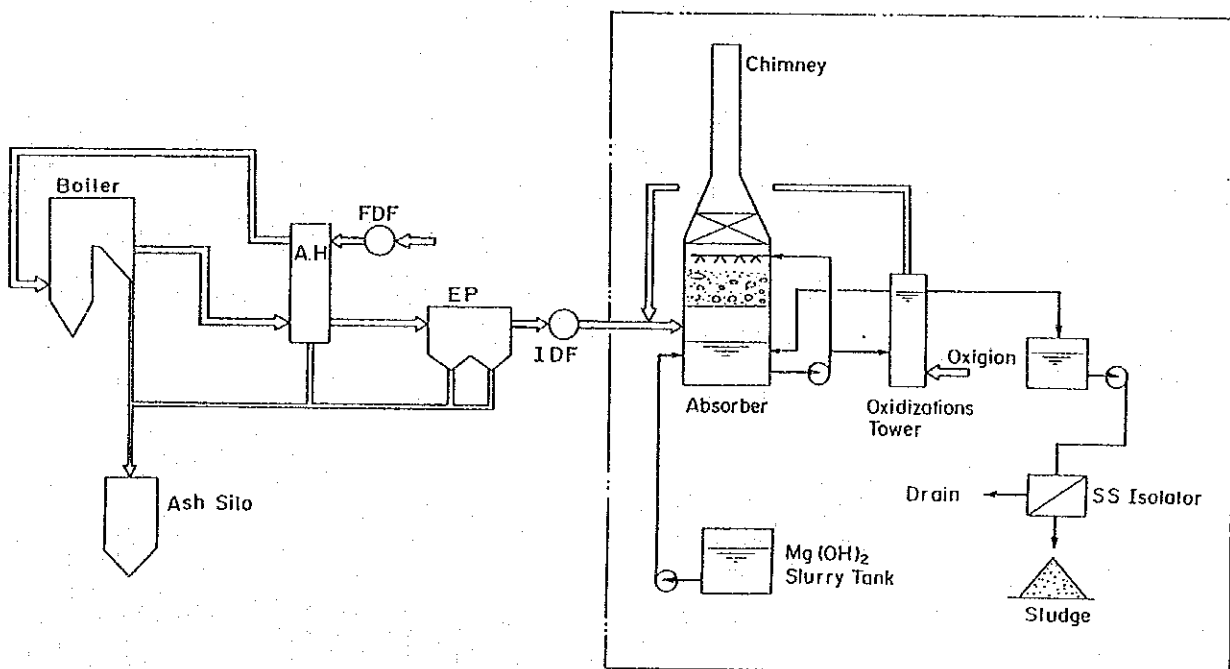 Chimney
Boiler
FDF
A.H
EP
IDF
Oxigion
Absorber
Oxidizations
Tower
Ash Silo
Drain
SS Isolator
Mg(OH)₂
Slurry Tank
Sludge